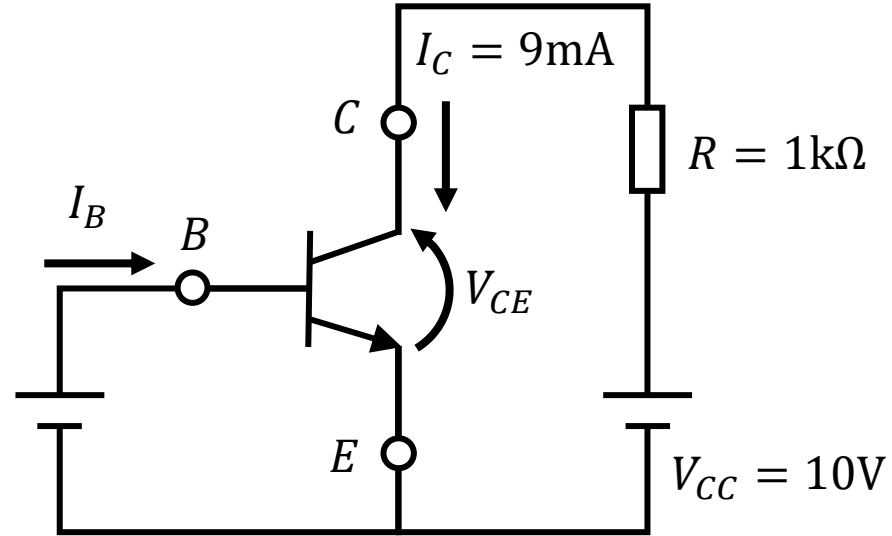 I_C = 9mA
C
R = 1kΩ
I_B
B
V_CE
E
V_CC = 10V